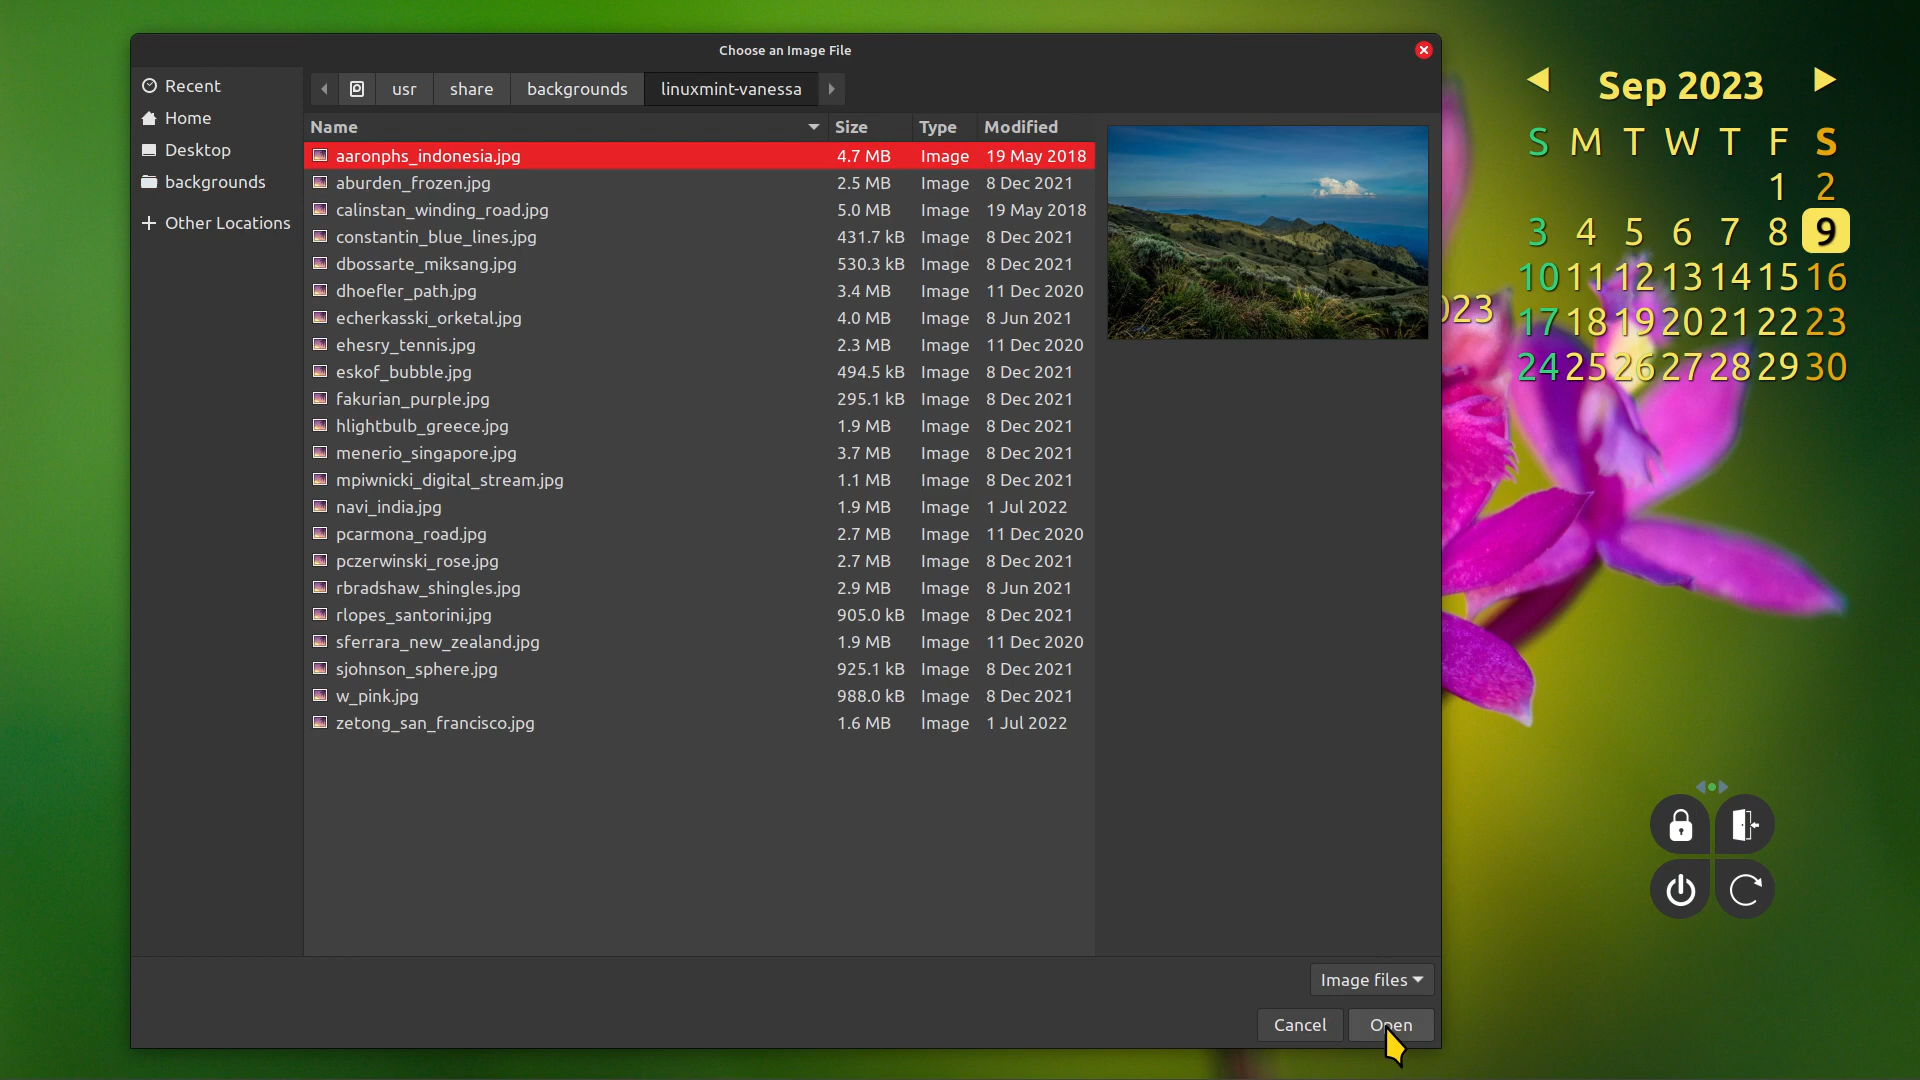 Choose an Image File
Recent
Home
Desktop
backgrounds
Other Locations
usr share backgrounds linuxmint-vanessa
Name Size Type Modified
aaronphs_indonesia.jpg 4.7 MB Image 19 May 2018
aburden_frozen.jpg 2.5 MB Image 8 Dec 2021
calinstan_winding_road.jpg 5.0 MB Image 19 May 2018
constantin_blue_lines.jpg 431.7 kB Image 8 Dec 2021
dbossarte_miksang.jpg 530.3 kB Image 8 Dec 2021
dhoefler_path.jpg 3.4 MB Image 11 Dec 2020
echerkasski_orketal.jpg 4.0 MB Image 8 Jun 2021
ehesry_tennis.jpg 2.3 MB Image 11 Dec 2020
eskof_bubble.jpg 494.5 kB Image 8 Dec 2021
fakurian_purple.jpg 295.1 kB Image 8 Dec 2021
hlightbulb_greece.jpg 1.9 MB Image 8 Dec 2021
menerio_singapore.jpg 3.7 MB Image 8 Dec 2021
mpiwnicki_digital_stream.jpg 1.1 MB Image 8 Dec 2021
navi_india.jpg 1.9 MB Image 1 Jul 2022
pcarmona_road.jpg 2.7 MB Image 11 Dec 2020
pczerwinski_rose.jpg 2.7 MB Image 8 Dec 2021
rbradshaw_shingles.jpg 2.9 MB Image 8 Jun 2021
rlopes_santorini.jpg 905.0 kB Image 8 Dec 2021
sferrara_new_zealand.jpg 1.9 MB Image 11 Dec 2020
sjohnson_sphere.jpg 925.1 kB Image 8 Dec 2021
w_pink.jpg 988.0 kB Image 8 Dec 2021
zetong_san_francisco.jpg 1.6 MB Image 1 Jul 2022
Image files
Cancel Open
Sep 2023
S M T W T F S
1 2
3 4 5 6 7 8 9
10 11 12 13 14 15 16
17 18 19 20 21 22 23
24 25 26 27 28 29 30